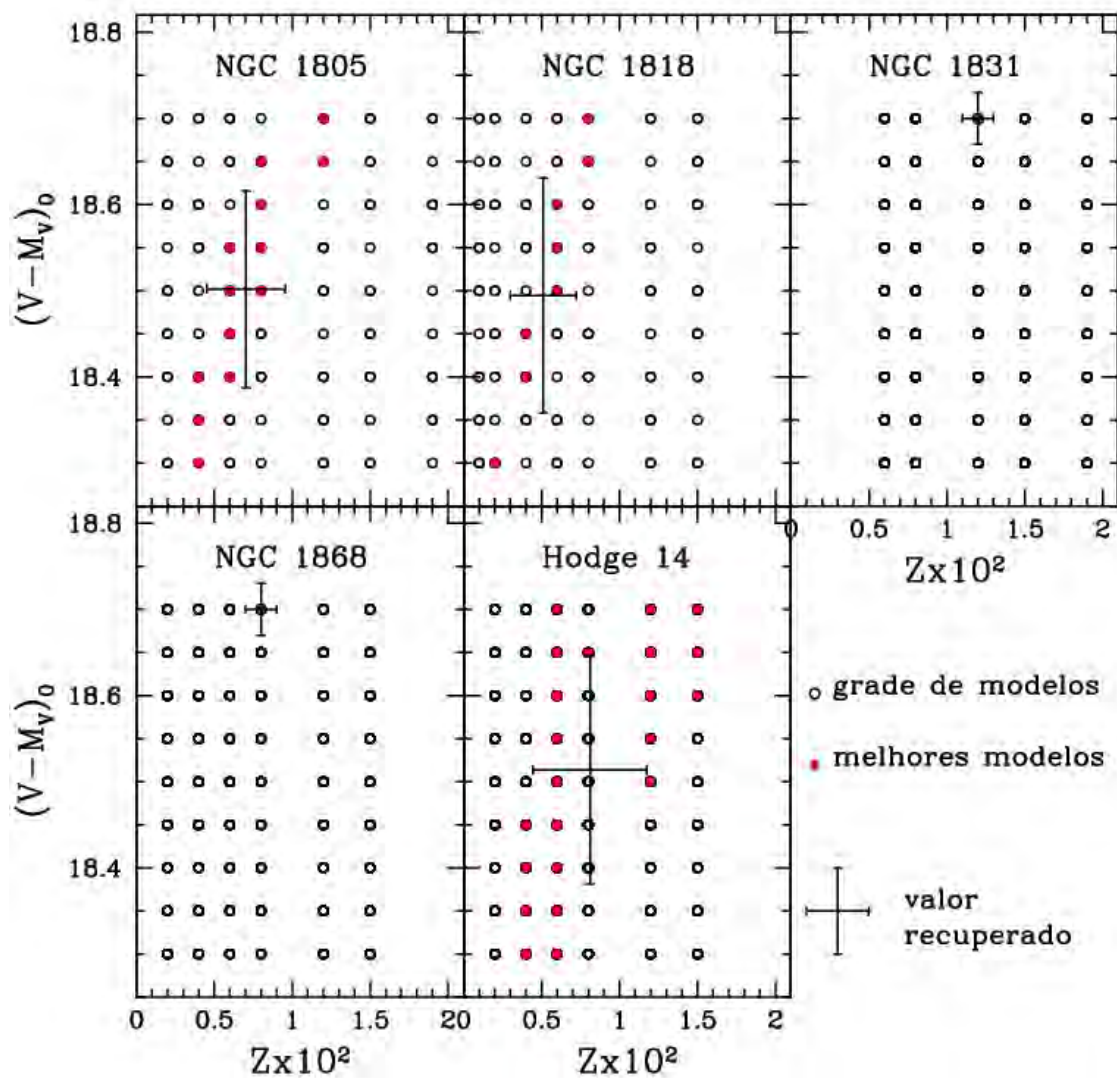 NGC 1805
NGC 1818
NGC 1831
18.8
18.6
18.4
(V−M_V)_0
0 0.5 1 1.5 2
Zx10²
NGC 1868
Hodge 14
18.8
18.6
18.4
(V−M_V)_0
grade de modelos
melhores modelos
valor
recuperado
0 0.5 1 1.5 20 0.5 1 1.5 2
Zx10²
Zx10²